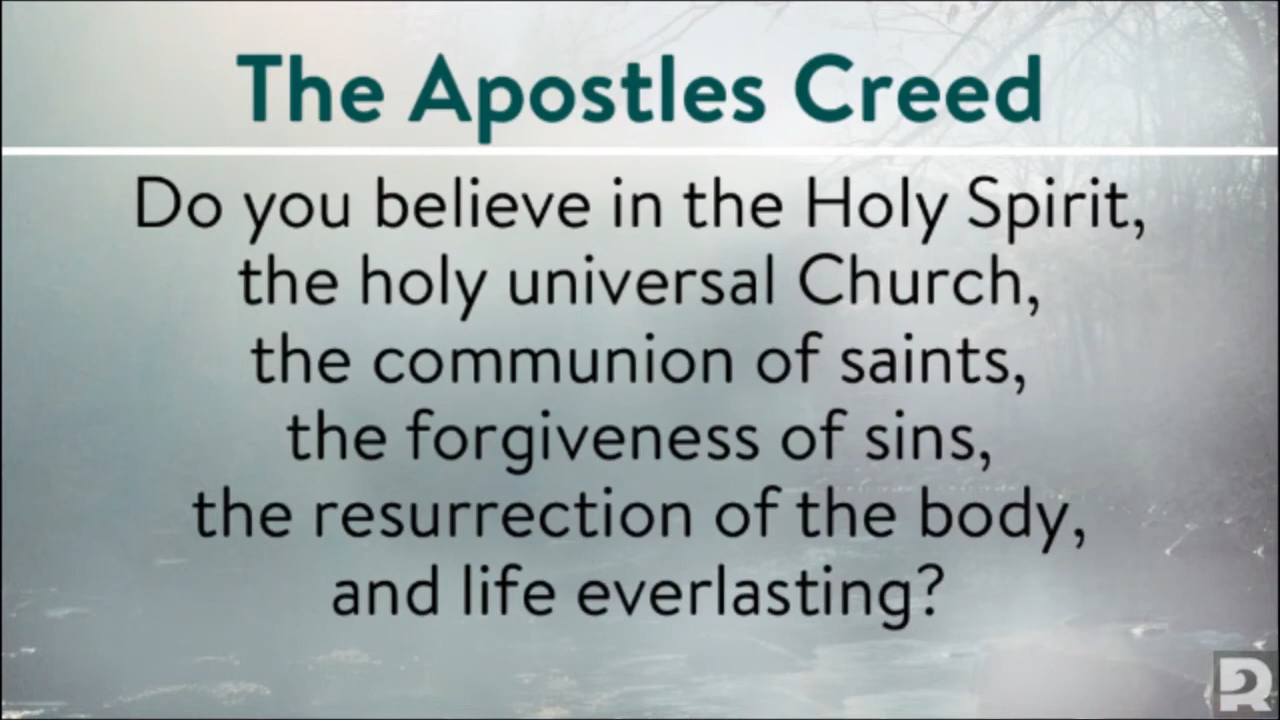 The Apostles Creed
Do you believe in the Holy Spirit,
the holy universal Church,
the communion of saints,
the forgiveness of sins,
the resurrection of the body,
and life everlasting?